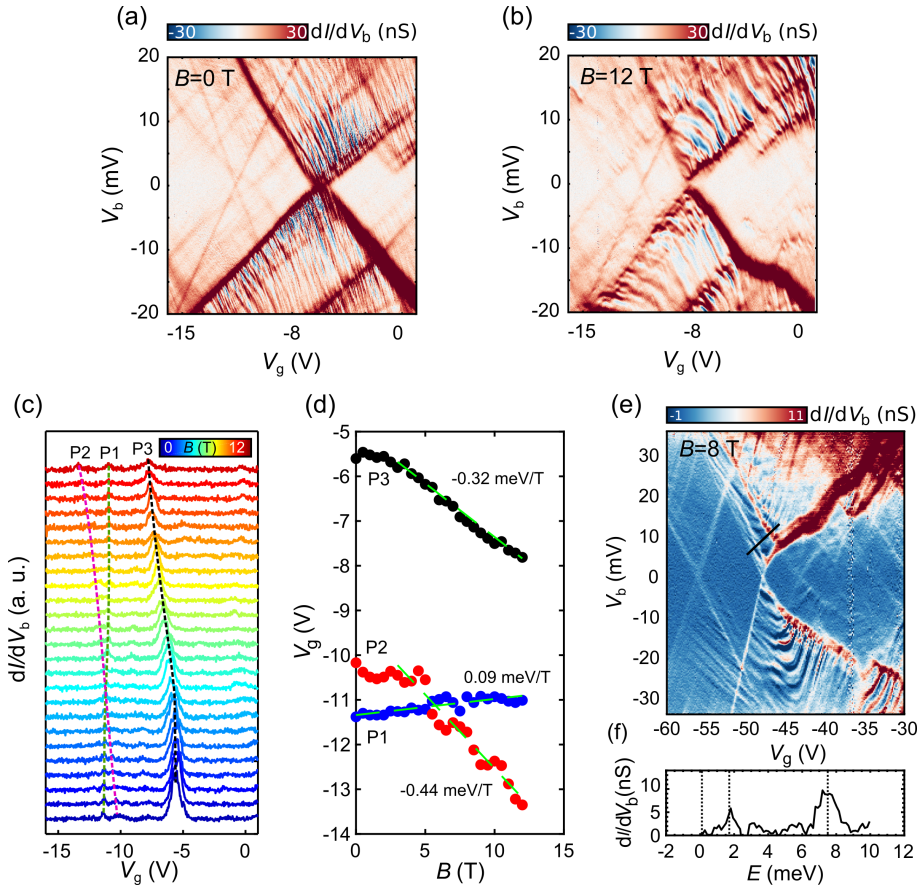 (a)
-30 30 dI/dVb (nS)
B=0 T
20
10
0
-10
-20
Vb (mV)
-15 -8 0
Vg (V)
(b)
-30 30 dI/dVb (nS)
B=12 T
20
10
0
-10
-20
Vb (mV)
-15 -8 0
Vg (V)
(c)
P2 P1 P3
0 B (T) 12
dI/dVb (a. u.)
-15 -10 -5 0
Vg (V)
(d)
-5
-6
-7
-8
-9
-10
-11
-12
-13
-14
Vg (V)
P3
-0.32 meV/T
P2
0.09 meV/T
P1
-0.44 meV/T
0 5 10 15
B (T)
(e)
-1 11 dI/dVb (nS)
B=8 T
30
20
10
0
-10
-20
-30
Vb (mV)
-60 -55 -50 -45 -40 -35 -30
Vg (V)
(f)
10
5
0
dI/dVb(nS)
-2 0 2 4 6 8 10 12
E (meV)